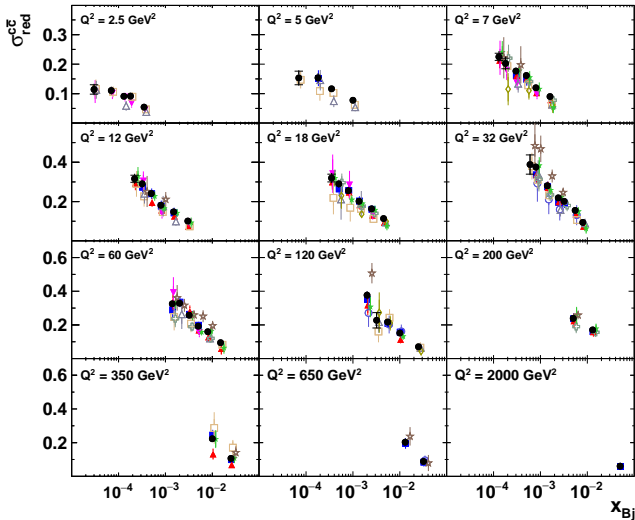 σ_red^{cc̄}
Q² = 2.5 GeV² Q² = 5 GeV² Q² = 7 GeV²
0.3
0.2
0.1
Q² = 12 GeV² Q² = 18 GeV² Q² = 32 GeV²
0.4
0.2
Q² = 60 GeV² Q² = 120 GeV² Q² = 200 GeV²
0.6
0.4
0.2
Q² = 350 GeV² Q² = 650 GeV² Q² = 2000 GeV²
0.6
0.4
0.2
10⁻⁴ 10⁻³ 10⁻² 10⁻⁴ 10⁻³ 10⁻² 10⁻⁴ 10⁻³ 10⁻²
x_Bj